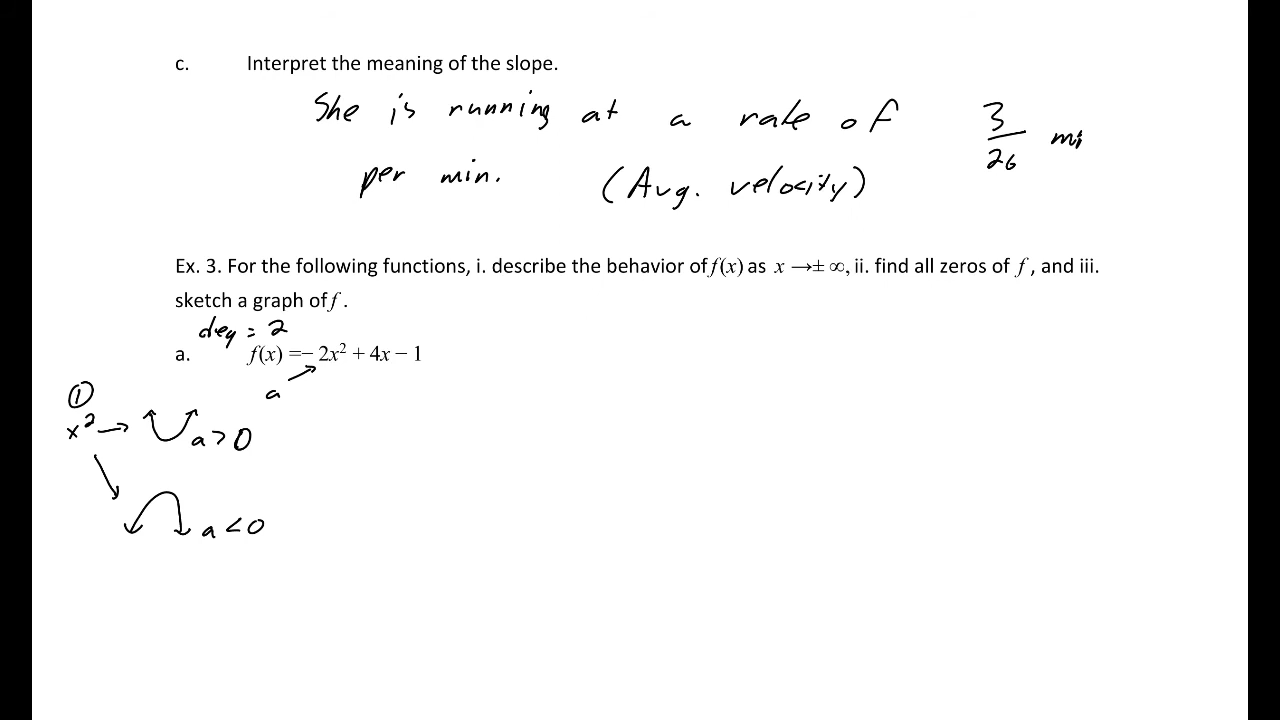 c. Interpret the meaning of the slope.
She is running at a rate of 3/26 mi
per min. (Avg. velocity)
Ex. 3. For the following functions, i. describe the behavior of f(x) as x →± ∞, ii. find all zeros of f , and iii.
sketch a graph of f .
deg = 2
a. f(x) =− 2x² + 4x − 1
a
①
x² → a > 0
a < 0